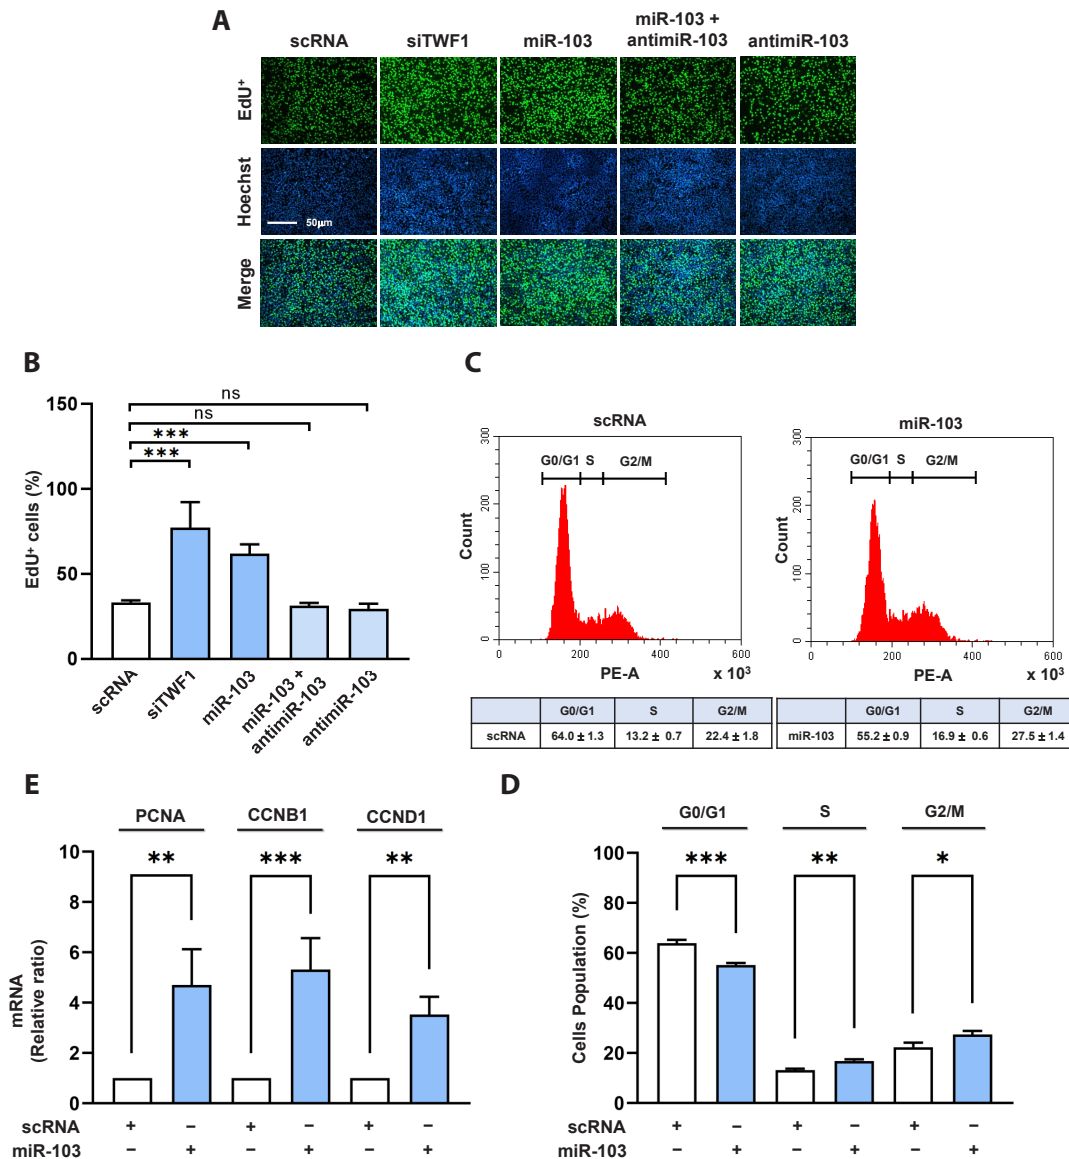 A
scRNA siTWF1 miR-103 miR-103 + antimiR-103 antimiR-103
EdU⁺
Hoechst
50μm
Merge
B
EdU⁺ cells (%)
150
100
50
0
ns
ns
***
***
scRNA
siTWF1
miR-103
miR-103 + antimiR-103
antimiR-103
C
scRNA
Count
300
200
100
0
G0/G1 S G2/M
0 200 400 600
PE-A x 10³
miR-103
Count
300
200
100
0
G0/G1 S G2/M
0 200 400 600
PE-A x 10³
G0/G1 S G2/M
scRNA 64.0 ± 1.3 13.2 ± 0.7 22.4 ± 1.8
G0/G1 S G2/M
miR-103 55.2 ± 0.9 16.9 ± 0.6 27.5 ± 1.4
E
PCNA CCNB1 CCND1
mRNA
(Relative ratio)
10
8
6
4
2
0
** *** **
scRNA + – + – + –
miR-103 – + – + – +
D
G0/G1 S G2/M
Cells Population (%)
100
80
60
40
20
0
*** ** *
scRNA + – + – + –
miR-103 – + – + – +